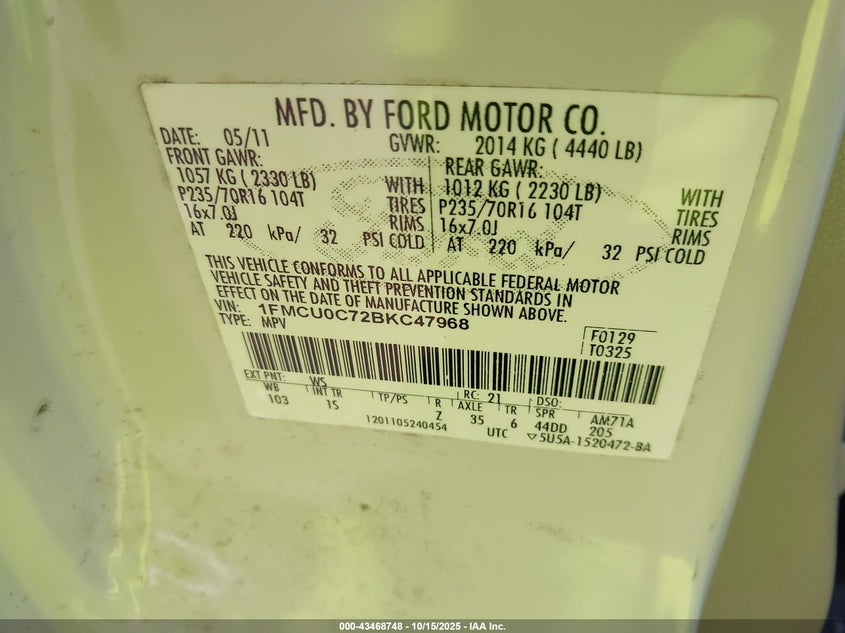 MFD. BY FORD MOTOR CO.
DATE: 05/11 GVWR: 2014 KG ( 4440 LB)
FRONT GAWR: REAR GAWR:
1057 KG ( 2330 LB) WITH 1012 KG ( 2230 LB) WITH
P235/70R16 104T TIRES P235/70R16 104T TIRES
16x7.0J RIMS 16x7.0J RIMS
AT 220 kPa/ 32 PSI COLD AT 220 kPa/ 32 PSI COLD
THIS VEHICLE CONFORMS TO ALL APPLICABLE FEDERAL MOTOR
VEHICLE SAFETY AND THEFT PREVENTION STANDARDS IN
EFFECT ON THE DATE OF MANUFACTURE SHOWN ABOVE.
VIN: 1FMCU0C72BKC47968
TYPE: MPV
F0129
T0325
EXT PNT: WS RC: 21 DSO:
WB INT TR TP/PS R AXLE TR SPR AM71A
103 1S Z 35 6 44DD 205
1201105240454 UTC ▽5U5A-1520472-BA
000-43468748 - 10/15/2025 - IAA Inc.